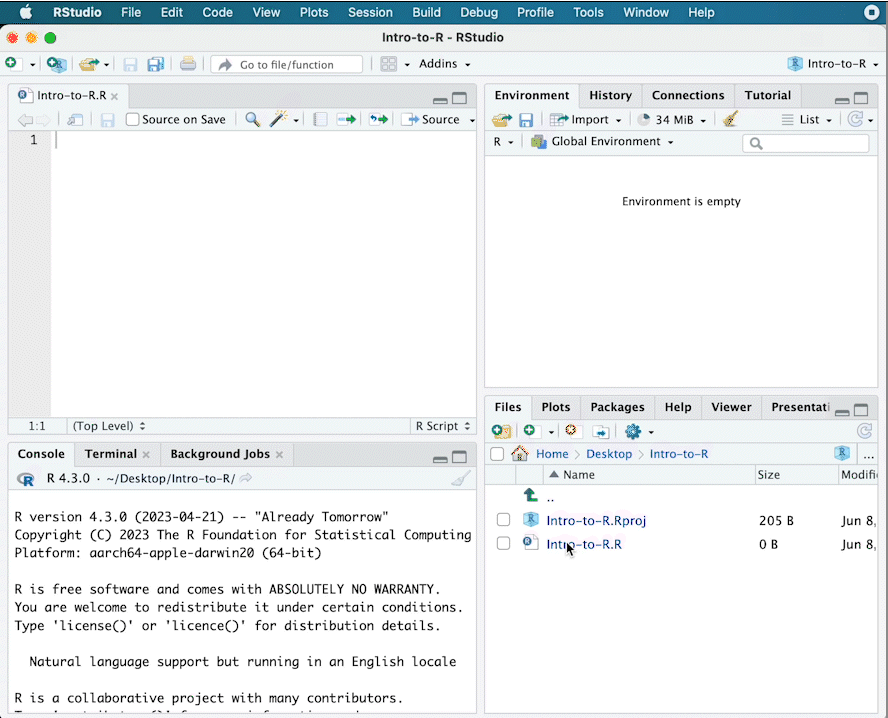 RStudio File Edit Code View Plots Session Build Debug Profile Tools Window Help
Intro-to-R - RStudio
Go to file/function Addins Intro-to-R
Intro-to-R.R
Source on Save Source
1
1:1 (Top Level) R Script
Console Terminal Background Jobs
R 4.3.0 · ~/Desktop/Intro-to-R/
R version 4.3.0 (2023-04-21) -- "Already Tomorrow"
Copyright (C) 2023 The R Foundation for Statistical Computing
Platform: aarch64-apple-darwin20 (64-bit)
R is free software and comes with ABSOLUTELY NO WARRANTY.
You are welcome to redistribute it under certain conditions.
Type 'license()' or 'licence()' for distribution details.
Natural language support but running in an English locale
R is a collaborative project with many contributors.
Environment History Connections Tutorial
Import 34 MiB List
R Global Environment
Environment is empty
Files Plots Packages Help Viewer Presentati
Home Desktop Intro-to-R ...
Name Size Modifi
..
Intro-to-R.Rproj 205 B Jun 8,
Intro-to-R.R 0 B Jun 8,